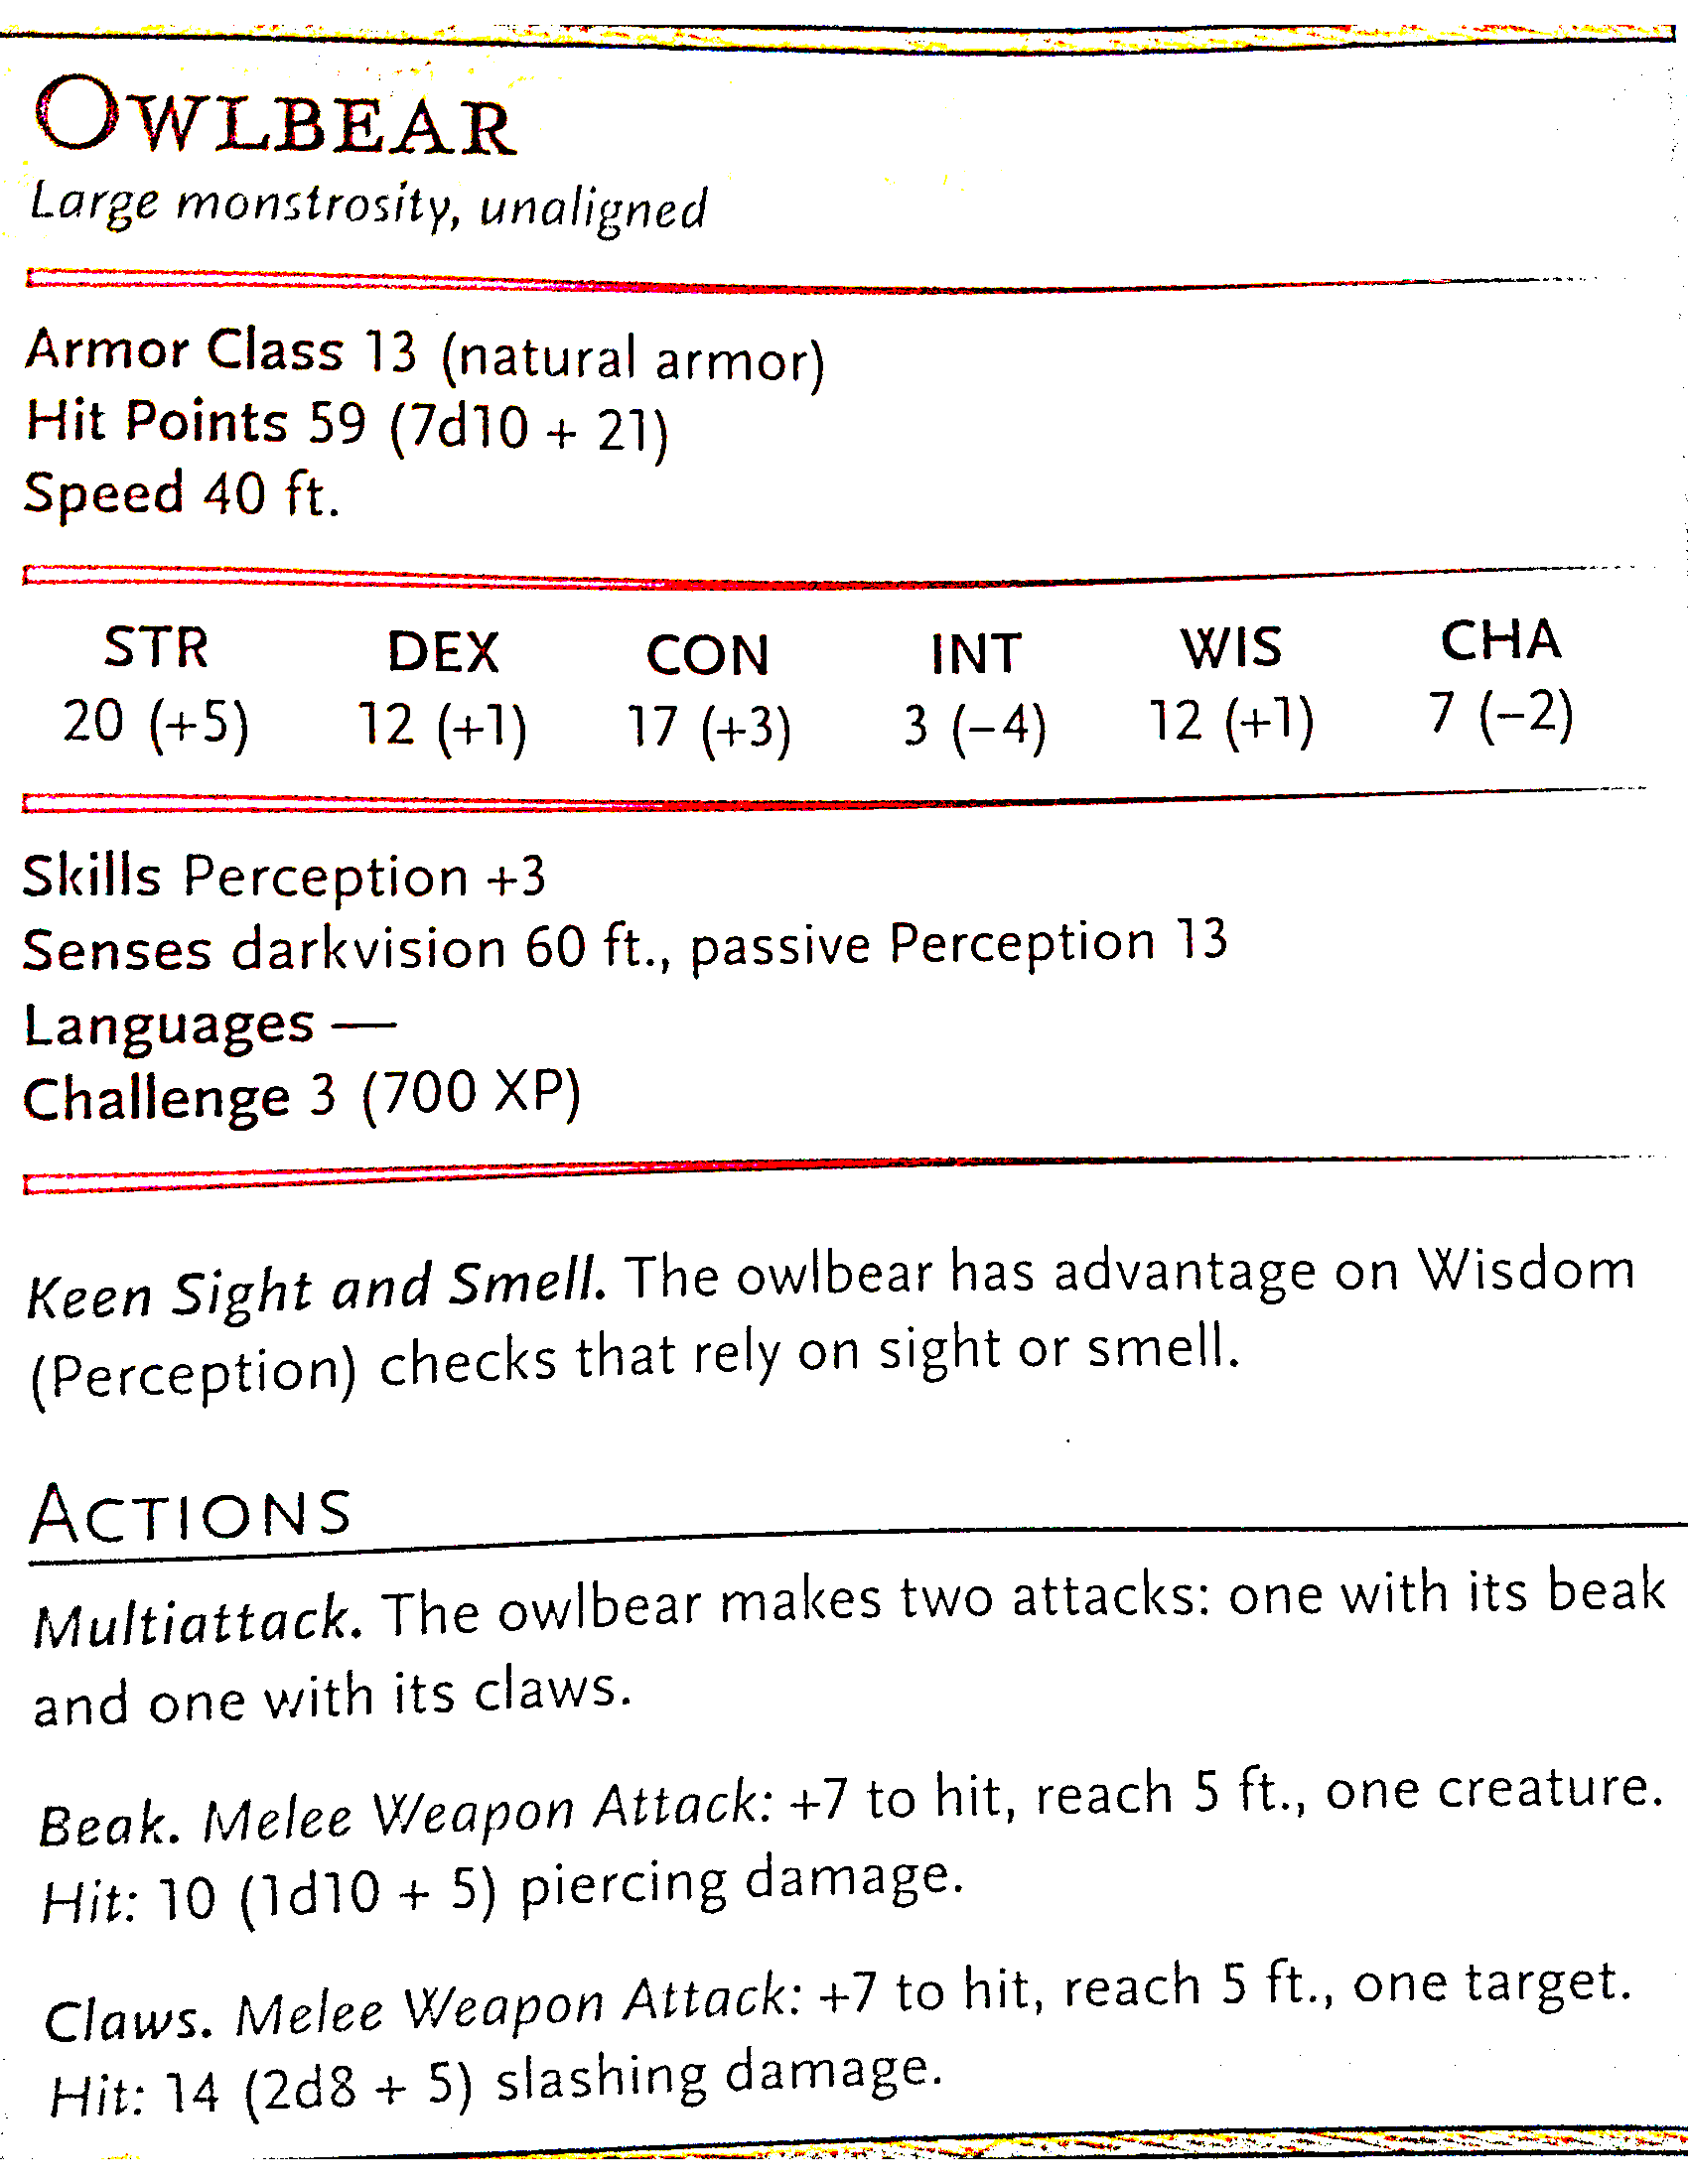 OWLBEAR
Large monstrosity, unaligned
Armor Class 13 (natural armor)
Hit Points 59 (7d10 + 21)
Speed 40 ft.
STR DEX CON INT WIS CHA
20 (+5) 12 (+1) 17 (+3) 3 (−4) 12 (+1) 7 (−2)
Skills Perception +3
Senses darkvision 60 ft., passive Perception 13
Languages —
Challenge 3 (700 XP)
Keen Sight and Smell. The owlbear has advantage on Wisdom
(Perception) checks that rely on sight or smell.
ACTIONS
Multiattack. The owlbear makes two attacks: one with its beak
and one with its claws.
Beak. Melee Weapon Attack: +7 to hit, reach 5 ft., one creature.
Hit: 10 (1d10 + 5) piercing damage.
Claws. Melee Weapon Attack: +7 to hit, reach 5 ft., one target.
Hit: 14 (2d8 + 5) slashing damage.